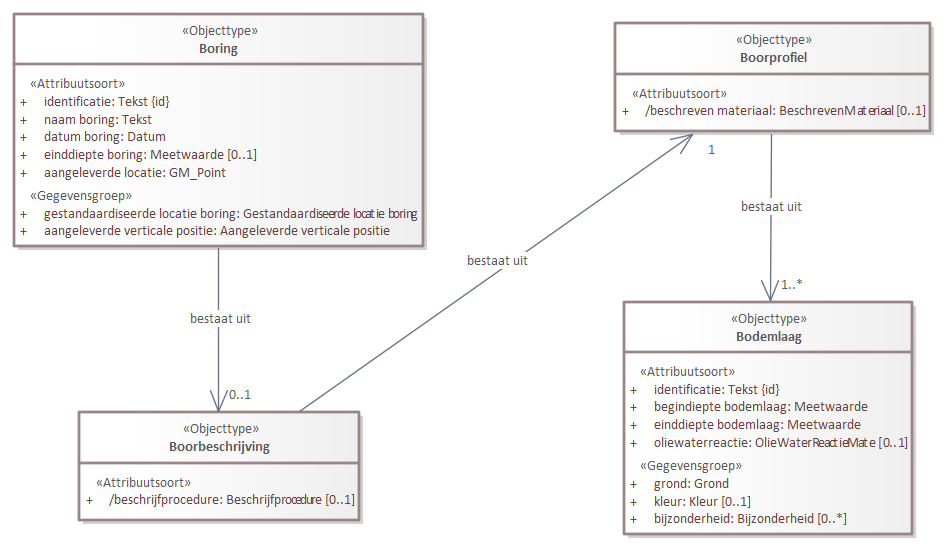 «Objecttype»
Boring
«Attribuutsoort»
+ identificatie: Tekst {id}
+ naam boring: Tekst
+ datum boring: Datum
+ einddiepte boring: Meetwaarde [0..1]
+ aangeleverde locatie: GM_Point
«Gegevensgroep»
+ gestandaardiseerde locatie boring: Gestandaardiseerde locatie boring
+ aangeleverde verticale positie: Aangeleverde verticale positie
«Objecttype»
Boorprofiel
«Attribuutsoort»
+ /beschreven materiaal: BeschrevenMateriaal [0..1]
1
bestaat uit
bestaat uit
bestaat uit
0..1
1..*
«Objecttype»
Boorbeschrijving
«Attribuutsoort»
+ /beschrijfprocedure: Beschrijfprocedure [0..1]
«Objecttype»
Bodemlaag
«Attribuutsoort»
+ identificatie: Tekst {id}
+ begindiepte bodemlaag: Meetwaarde
+ einddiepte bodemlaag: Meetwaarde
+ oliewaterreactie: OlieWaterReactieMate [0..1]
«Gegevensgroep»
+ grond: Grond
+ kleur: Kleur [0..1]
+ bijzonderheid: Bijzonderheid [0..*]